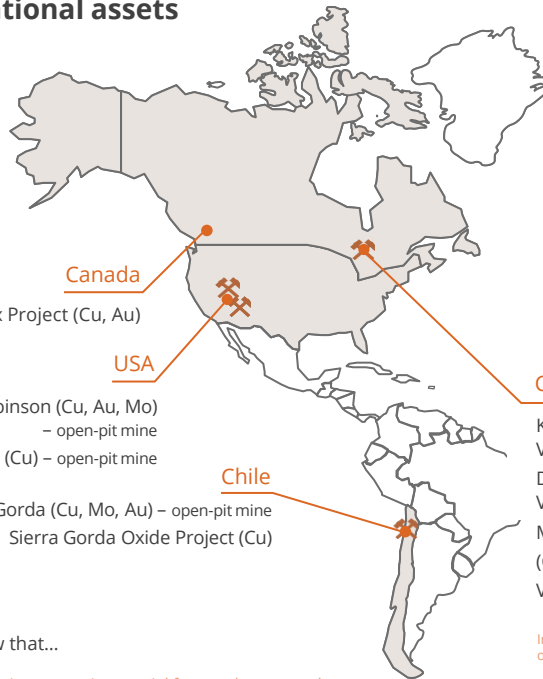 ational assets
Canada
x Project (Cu, Au)
USA
binson (Cu, Au, Mo)
– open-pit mine
(Cu) – open-pit mine
Chile
Gorda (Cu, Mo, Au) – open-pit mine
Sierra Gorda Oxide Project (Cu)
C
K
V
D
V
M
(
V
w that...